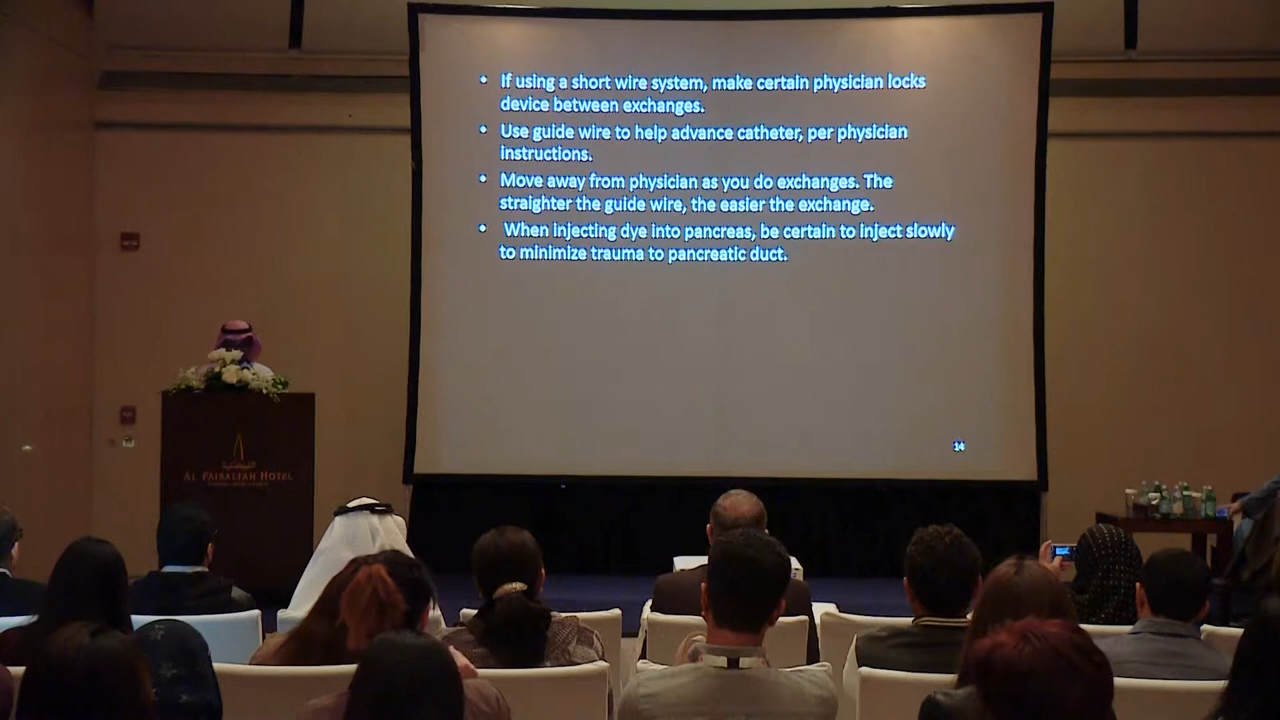 • If using a short wire system, make certain physician locks
device between exchanges.
• Use guide wire to help advance catheter, per physician
instructions.
• Move away from physician as you do exchanges. The
straighter the guide wire, the easier the exchange.
• When injecting dye into pancreas, be certain to inject slowly
to minimize trauma to pancreatic duct.
14
الفيصلية
AL FAISALIAH HOTEL